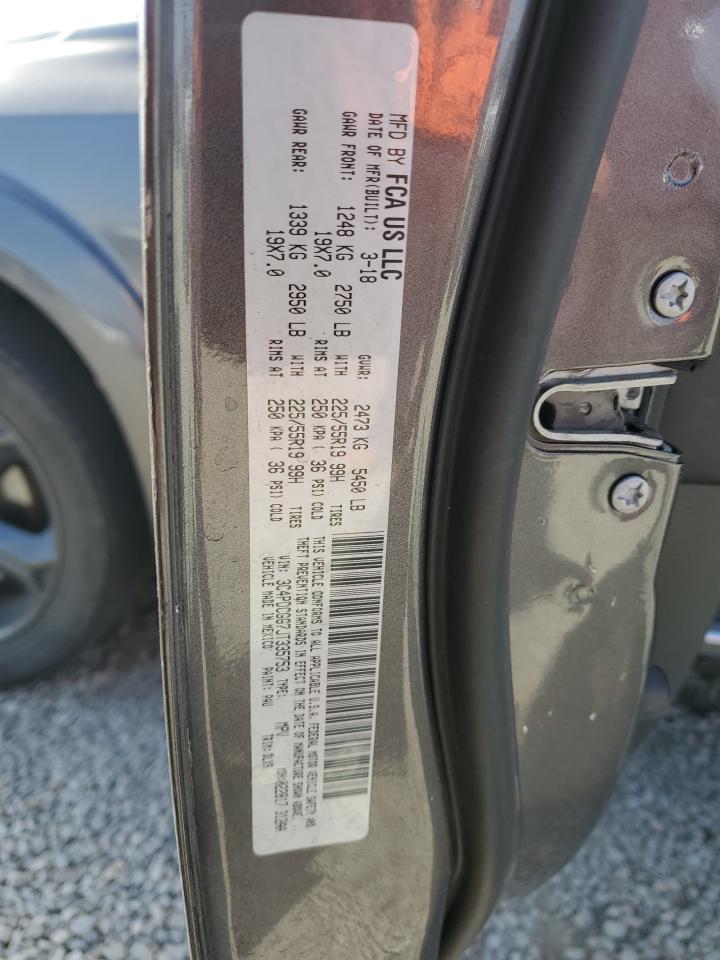 MFD BY FCA US LLC
DATE OF MFR(BUILT): 3-18 GVWR: 2473 KG 5450 LB
GAWR FRONT: 1248 KG 2750 LB WITH 225/55R19 99H TIRES
19X7.0 RIMS AT 250 KPA ( 36 PSI) COLD
GAWR REAR: 1339 KG 2950 LB WITH 225/55R19 99H TIRES
19X7.0 RIMS AT 250 KPA ( 36 PSI) COLD
THIS VEHICLE CONFORMS TO ALL APPLICABLE U.S.A. FEDERAL MOTOR VEHICLE SAFETY AND
THEFT PREVENTION STANDARDS IN EFFECT ON THE DATE OF MANUFACTURE SHOWN ABOVE.
VIN: 3C4PDCGG7JT335753 TYPE: MPV
VEHICLE MADE IN MEXICO PAINT: PAU TRIM: